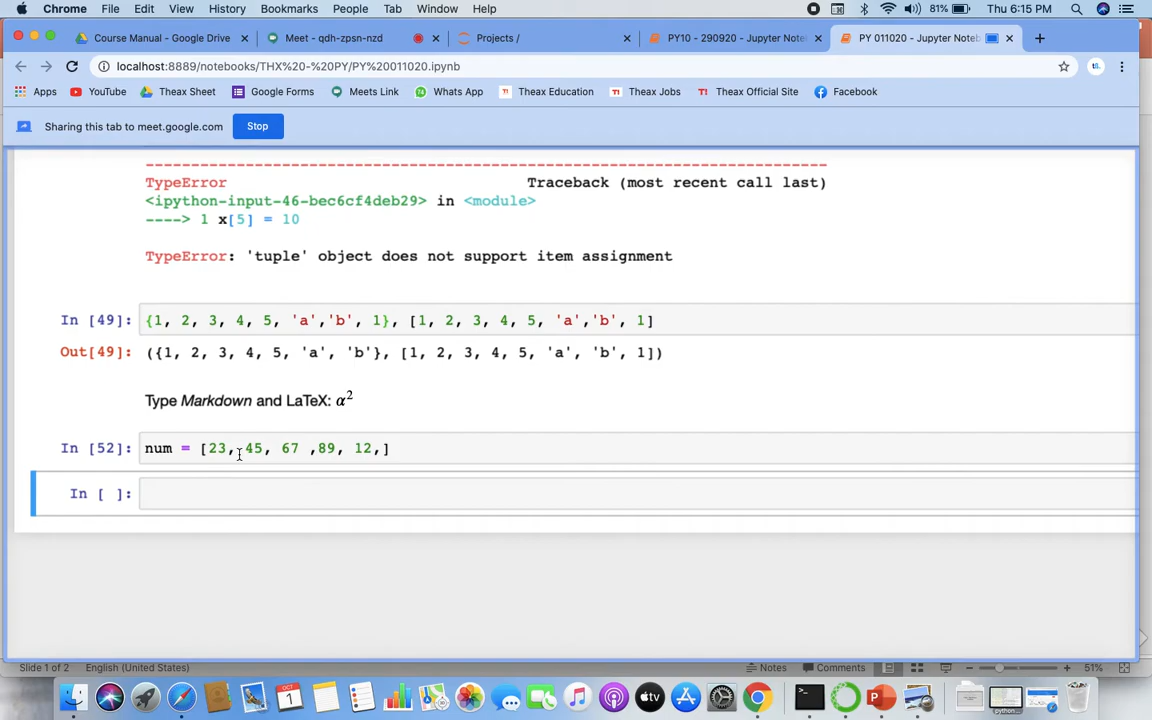 Chrome File Edit View History Bookmarks People Tab Window Help 81% Thu 6:15 PM
Course Manual - Google Drive Meet - qdh-zpsn-nzd Projects / PY10 - 290920 - Jupyter Note PY 011020 - Jupyter Noteb
localhost:8889/notebooks/THX%20-%20PY/PY%20011020.ipynb
Apps YouTube Theax Sheet Google Forms Meets Link Whats App Theax Education Theax Jobs Theax Official Site Facebook
Sharing this tab to meet.google.com Stop
TypeError Traceback (most recent call last)
<ipython-input-46-bec6cf4deb29> in <module>
----> 1 x[5] = 10
TypeError: 'tuple' object does not support item assignment
In [49]: {1, 2, 3, 4, 5, 'a','b', 1}, [1, 2, 3, 4, 5, 'a','b', 1]
Out[49]: ({1, 2, 3, 4, 5, 'a', 'b'}, [1, 2, 3, 4, 5, 'a', 'b', 1])
Type Markdown and LaTeX: α²
In [52]: num = [23, 45, 67 ,89, 12,]
In [ ]:
Slide 1 of 2 English (United States) Notes Comments 51%